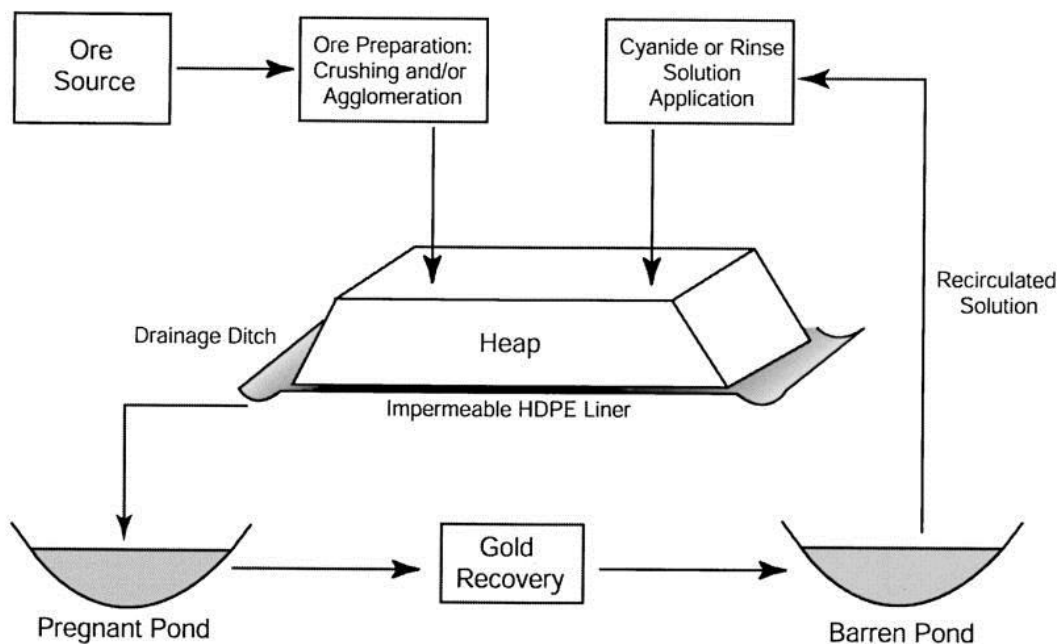 Ore
Source
Ore Preparation:
Crushing and/or
Agglomeration
Cyanide or Rinse
Solution
Application
Recirculated
Solution
Drainage Ditch
Heap
Impermeable HDPE Liner
Gold
Recovery
Pregnant Pond
Barren Pond